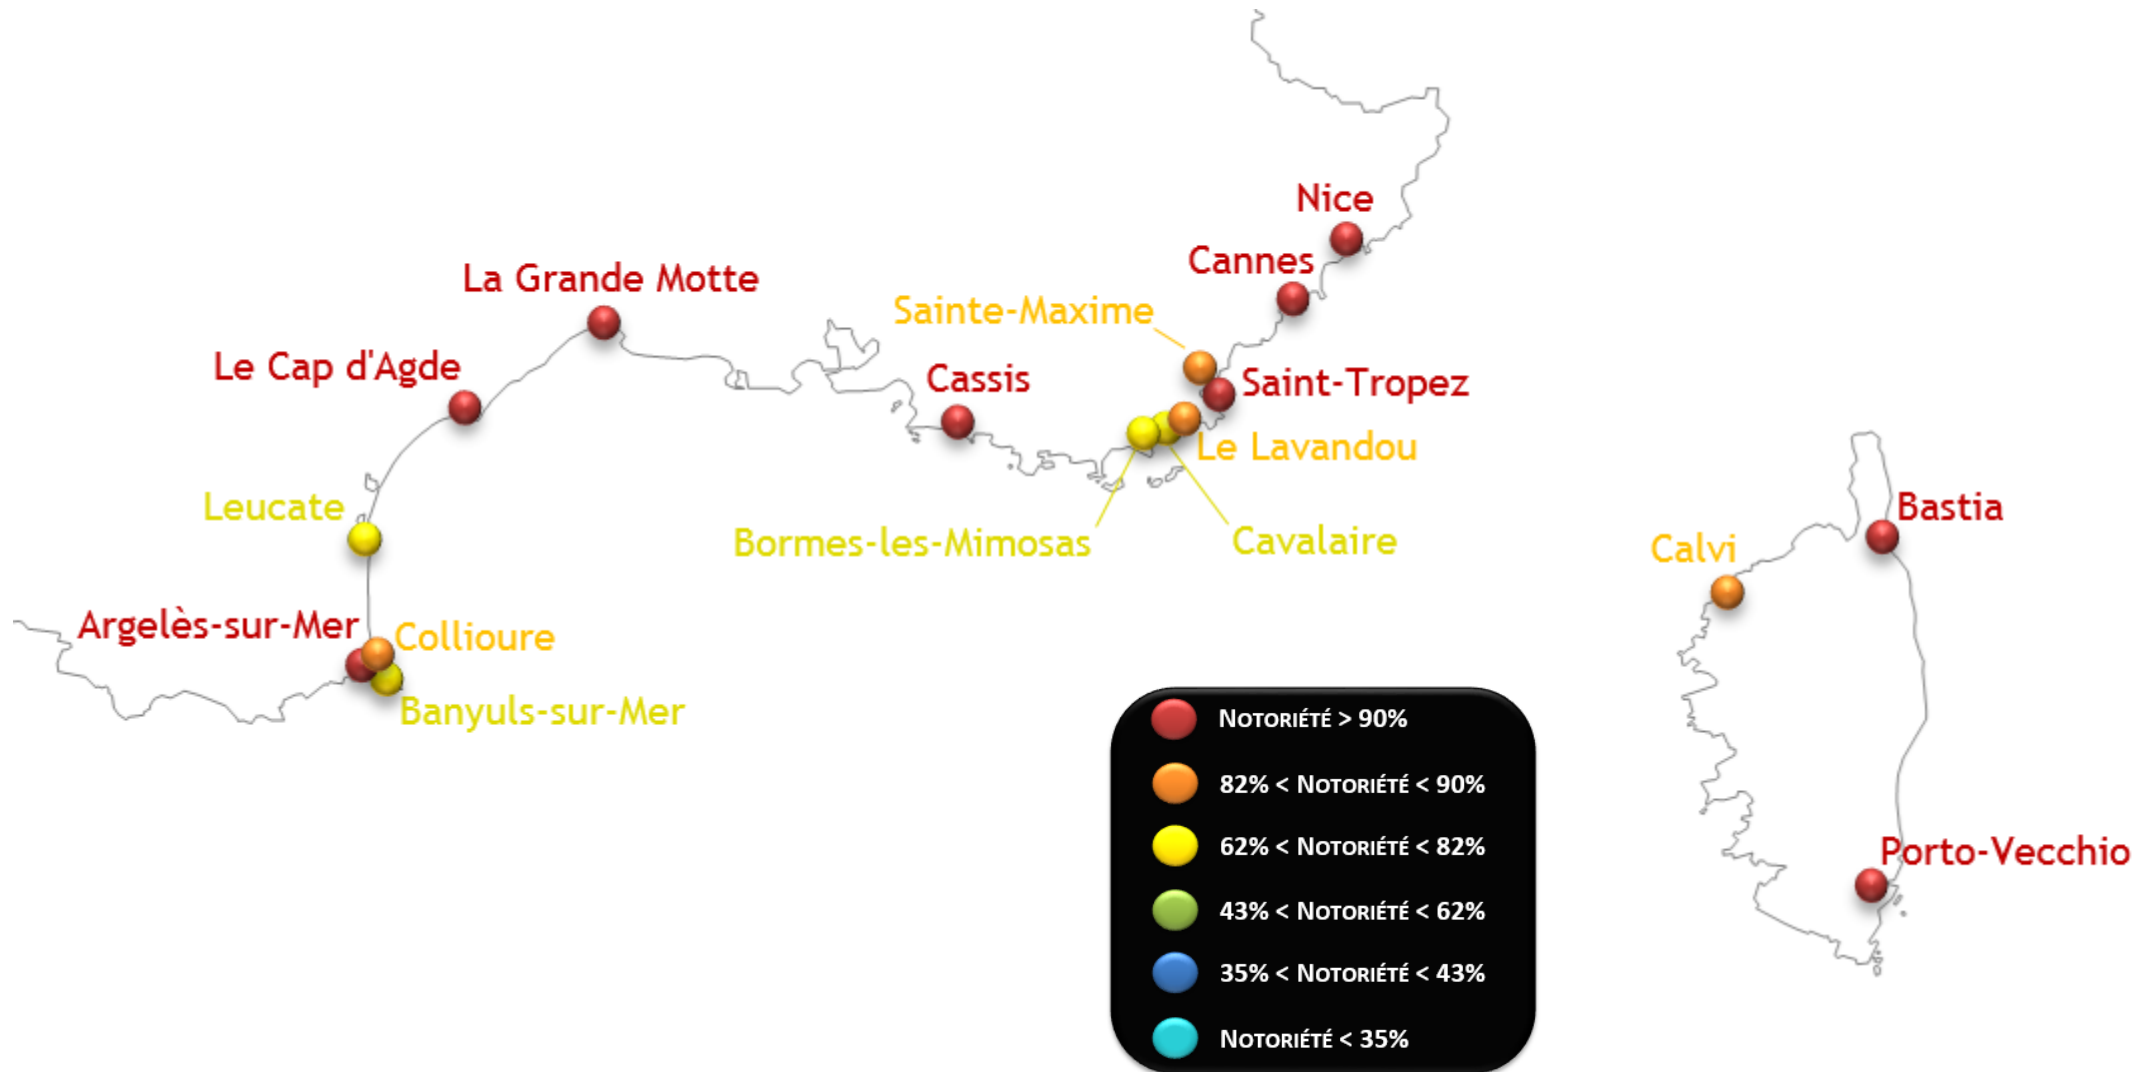 Nice
Cannes
La Grande Motte
Sainte-Maxime
Le Cap d'Agde
Cassis
Saint-Tropez
Le Lavandou
Leucate
Bormes-les-Mimosas
Cavalaire
Bastia
Calvi
Argelès-sur-Mer
Collioure
Banyuls-sur-Mer
Porto-Vecchio
NOTORIÉTÉ > 90%
82% < NOTORIÉTÉ < 90%
62% < NOTORIÉTÉ < 82%
43% < NOTORIÉTÉ < 62%
35% < NOTORIÉTÉ < 43%
NOTORIÉTÉ < 35%